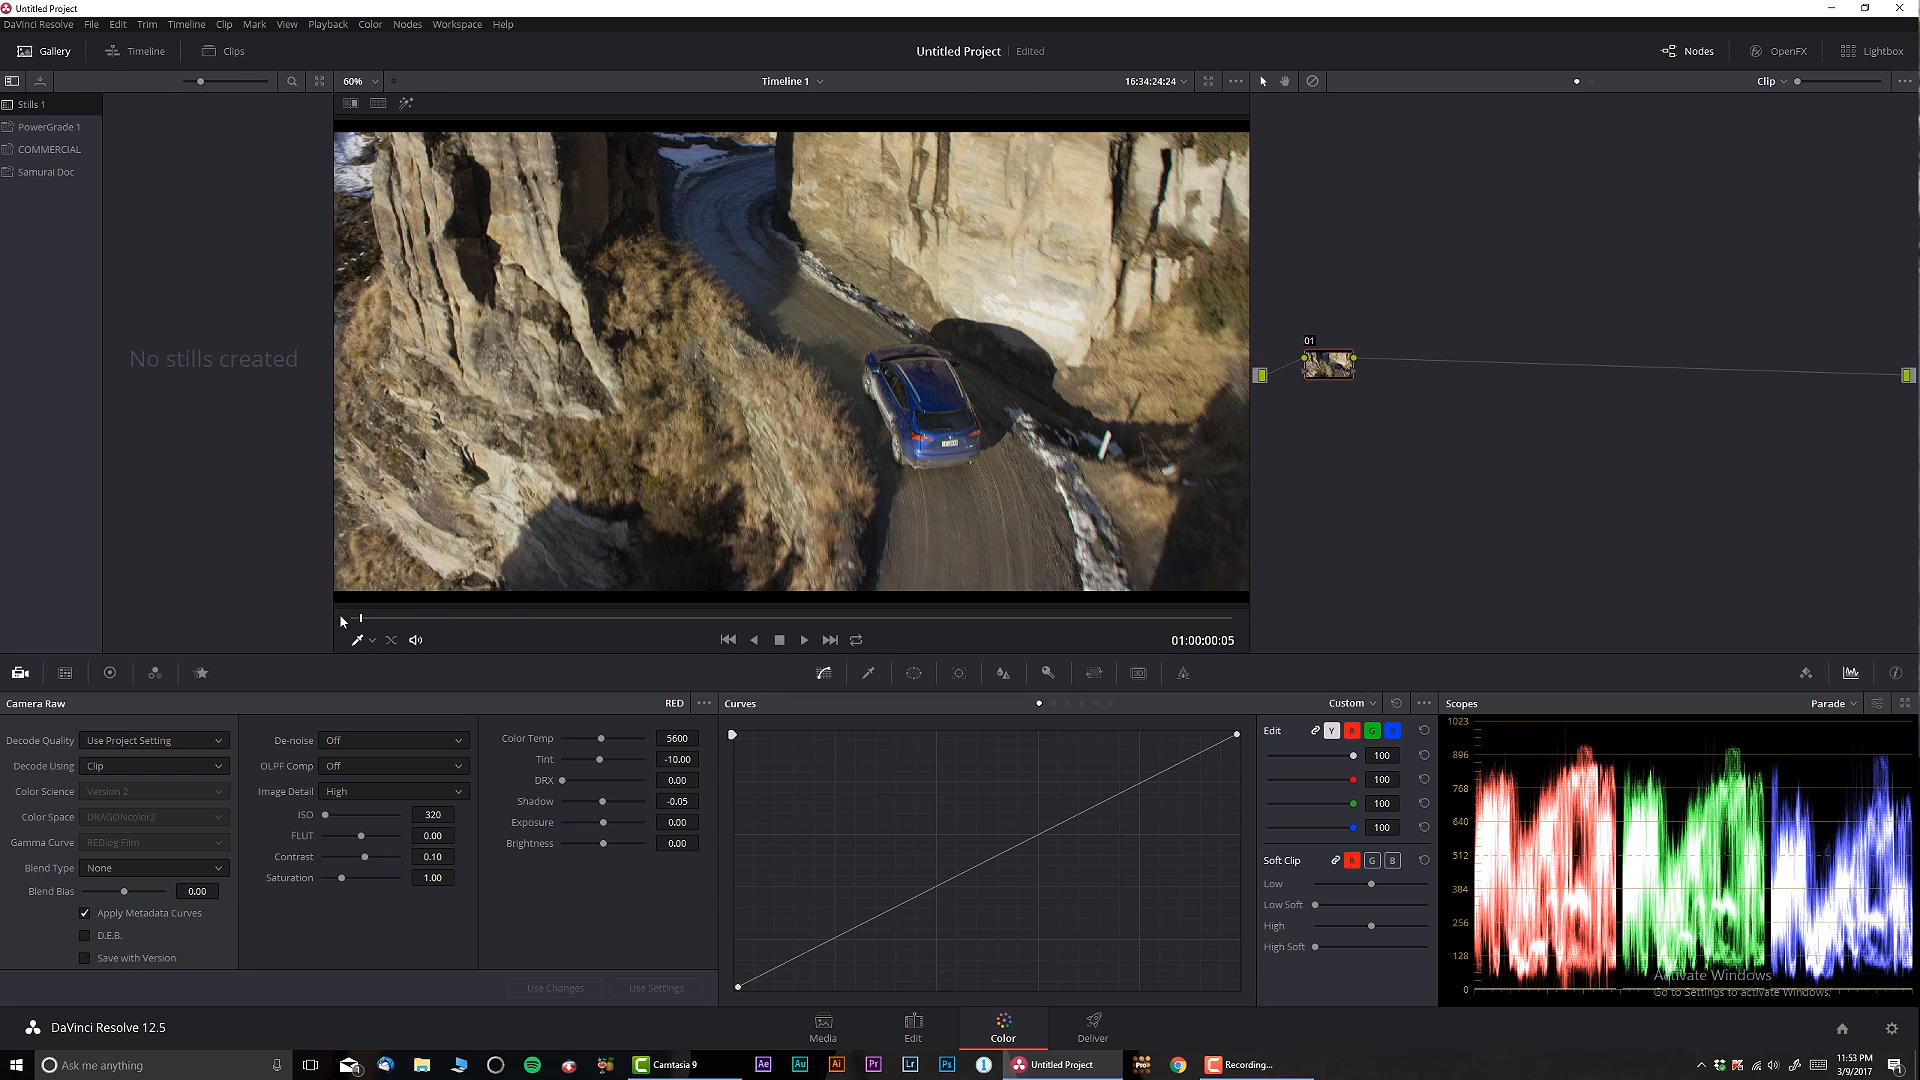 Untitled Project
DaVinci Resolve File Edit Trim Timeline Clip Mark View Playback Color Nodes Workspace Help
Gallery Timeline Clips Untitled Project Edited Nodes OpenFX Lightbox
60% Timeline 1 16:34:24:24 Clip
Stills 1
PowerGrade 1
COMMERCIAL
Samurai Doc
No stills created
01
01:00:00:05
Camera Raw RED Curves Custom Scopes Parade
Decode Quality Use Project Setting
Decode Using Clip
Color Science Version 2
Color Space DRAGONcolor2
Gamma Curve REDlog Film
Blend Type None
Blend Bias 0.00
Apply Metadata Curves
D.E.B.
Save with Version
De-noise Off
OLPF Comp Off
Image Detail High
ISO 320
FLUT 0.00
Contrast 0.10
Saturation 1.00
Color Temp 5600
Tint -10.00
DRX 0.00
Shadow -0.05
Exposure 0.00
Brightness 0.00
Use Changes Use Settings
Edit Y R G B
100
100
100
100
Soft Clip R G B
Low
Low Soft
High
High Soft
1023
896
768
640
512
384
256
128
0
Activate Windows
Go to Settings to activate Windows.
DaVinci Resolve 12.5 Media Edit Color Deliver
Ask me anything Camtasia 9 Ae Au Ai Pr Lr Ps Untitled Project Recording... 11:53 PM
3/9/2017